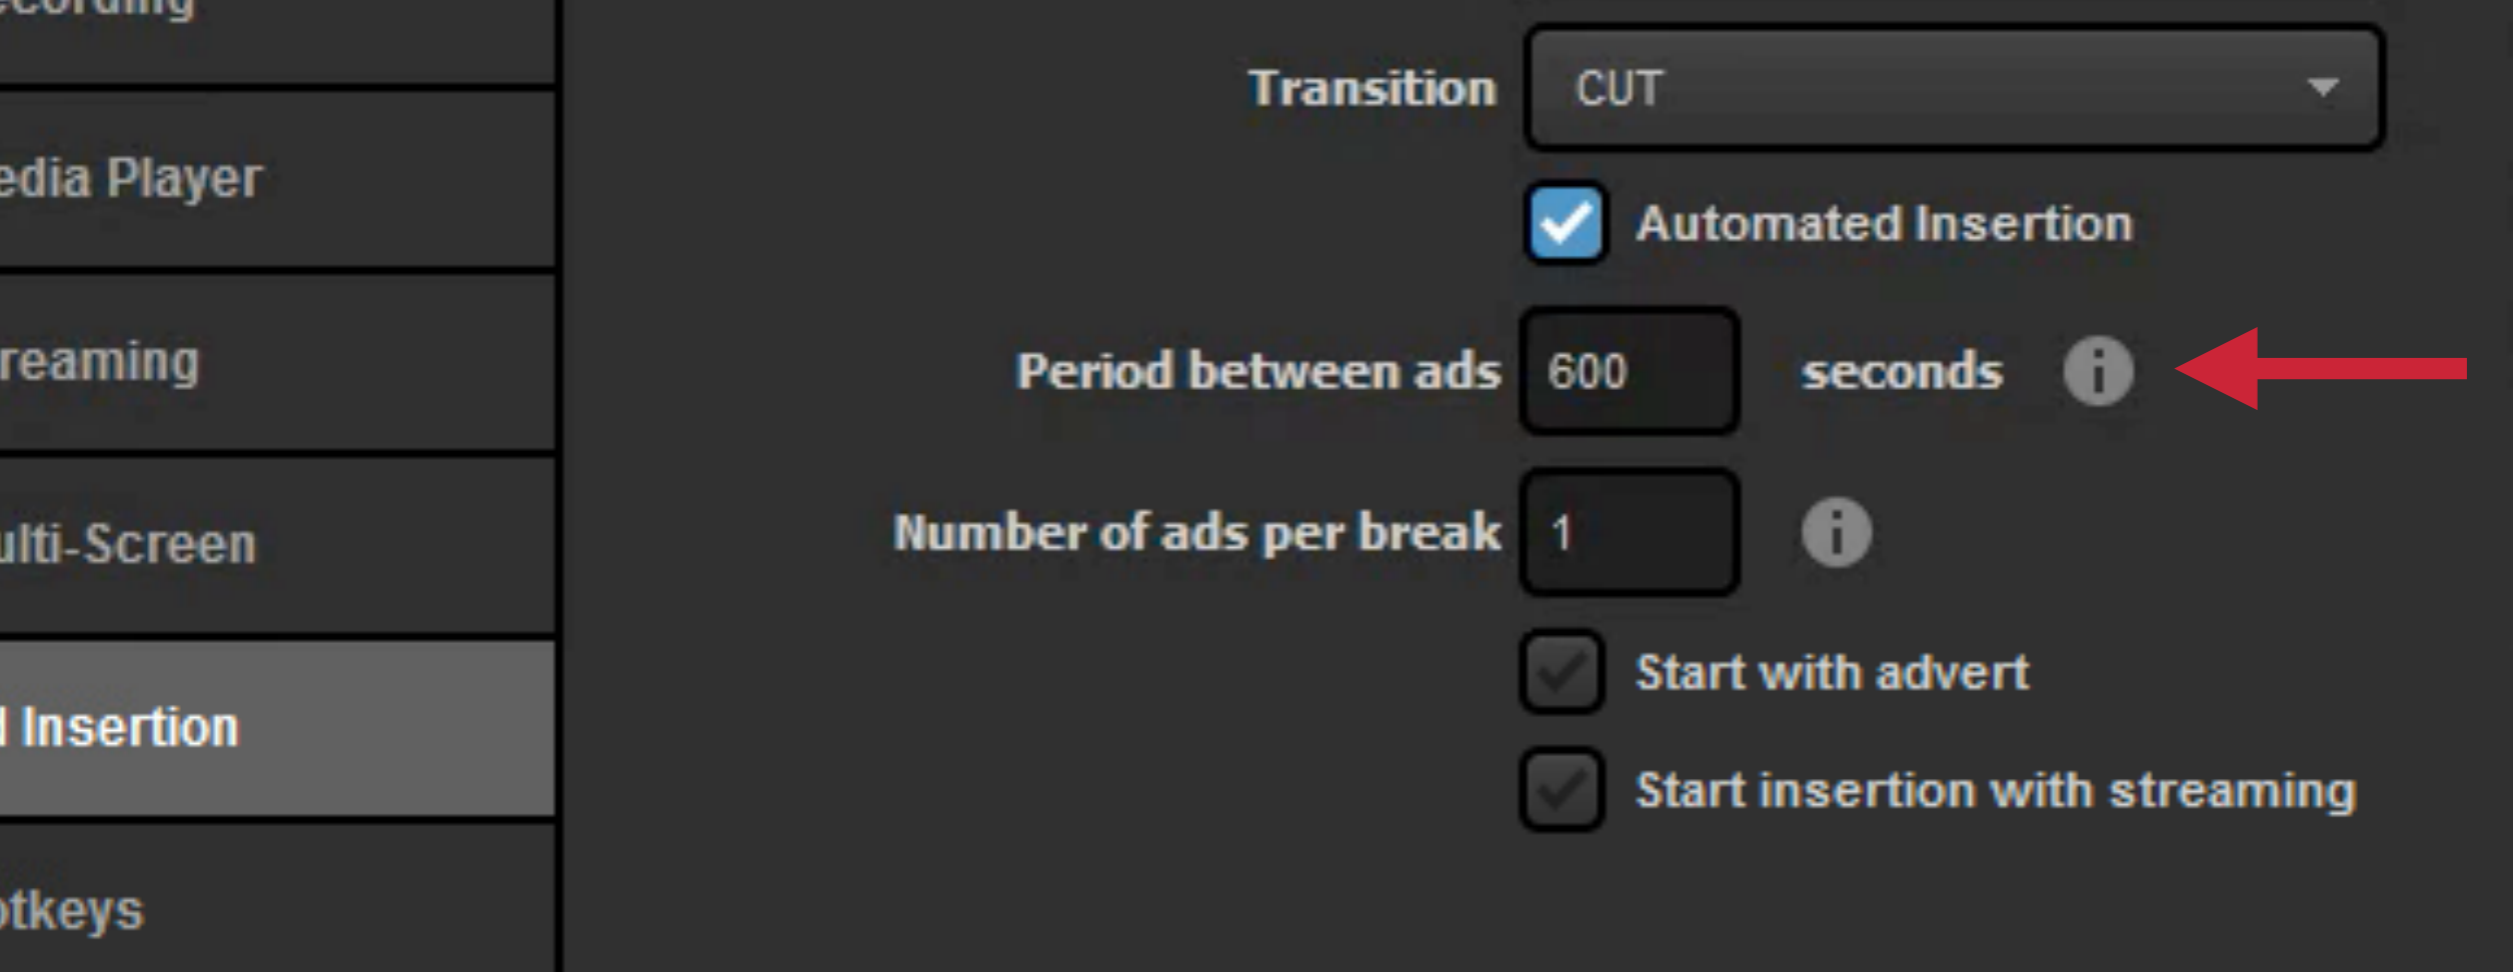 ecording
edia Player
reaming
ulti-Screen
d Insertion
otkeys
Transition CUT
Automated Insertion
Period between ads 600 seconds
Number of ads per break 1
Start with advert
Start insertion with streaming